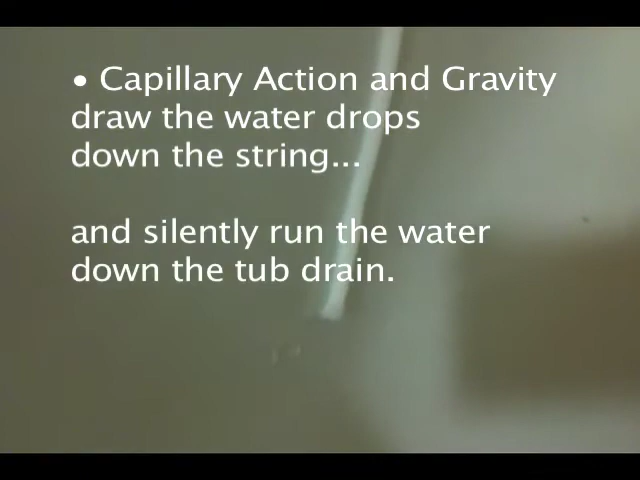 • Capillary Action and Gravity
draw the water drops
down the string...
and silently run the water
down the tub drain.